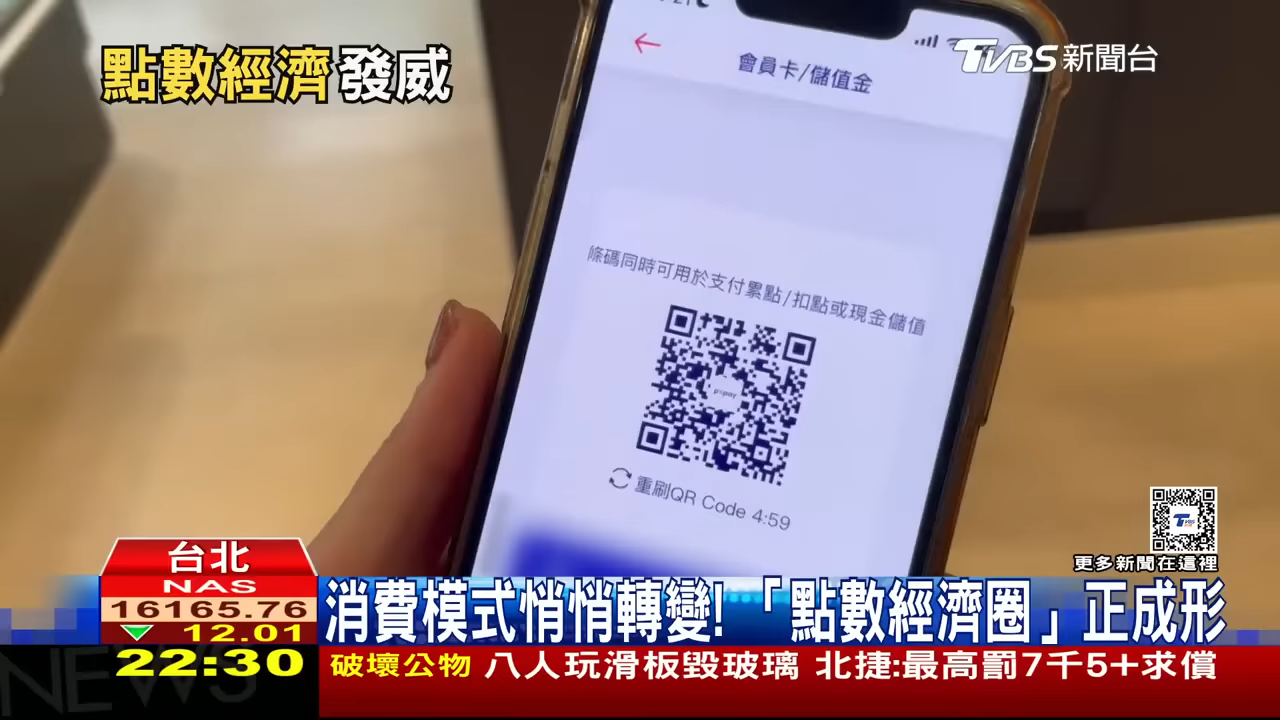 點數經濟發威
TVBS新聞台
會員卡/儲值金
條碼同時可用於支付累點/扣點或現金儲值
p+pay
重刷QR Code 4:59
更多新聞在這裡
台北
NAS
16165.76
12.01
22:30
消費模式悄悄轉變!「點數經濟圈」正成形
破壞公物 八人玩滑板毀玻璃 北捷:最高罰7千5+求償
NEWS